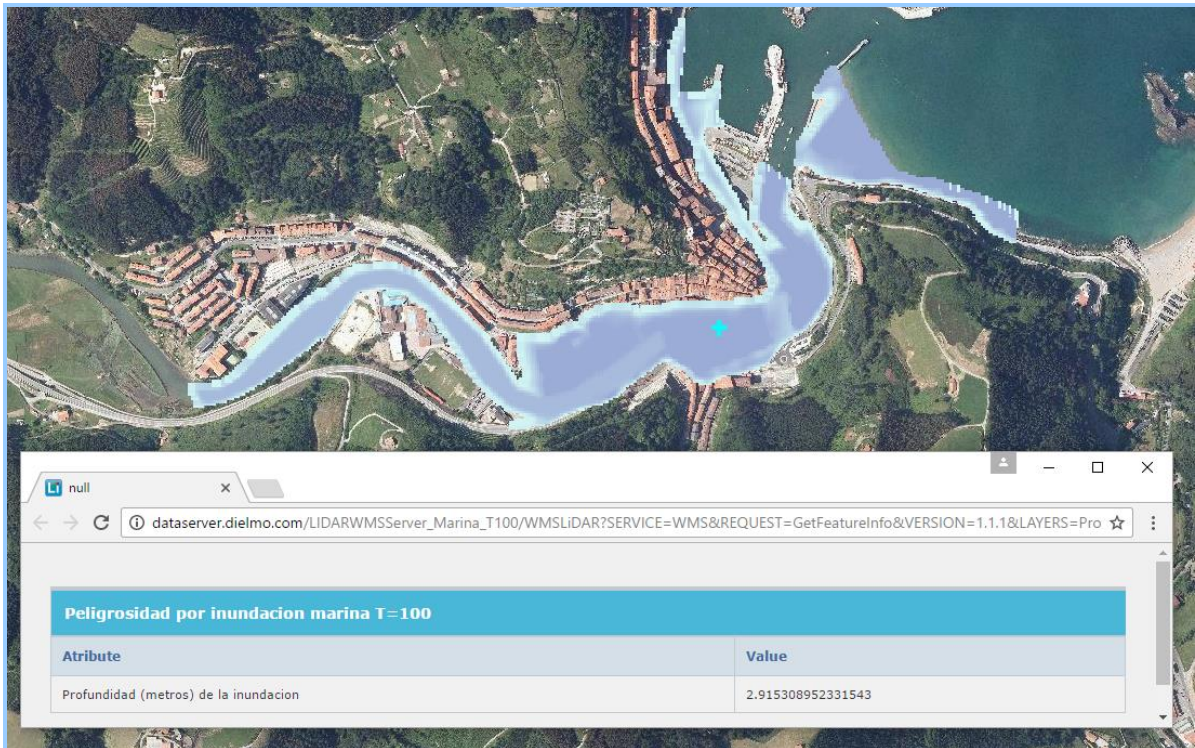 Li null
dataserver.dielmo.com/LIDARWMSServer_Marina_T100/WMSLiDAR?SERVICE=WMS&REQUEST=GetFeatureInfo&VERSION=1.1.1&LAYERS=Pro
Peligrosidad por inundacion marina T=100
Atribute Value
Profundidad (metros) de la inundacion 2.915308952331543